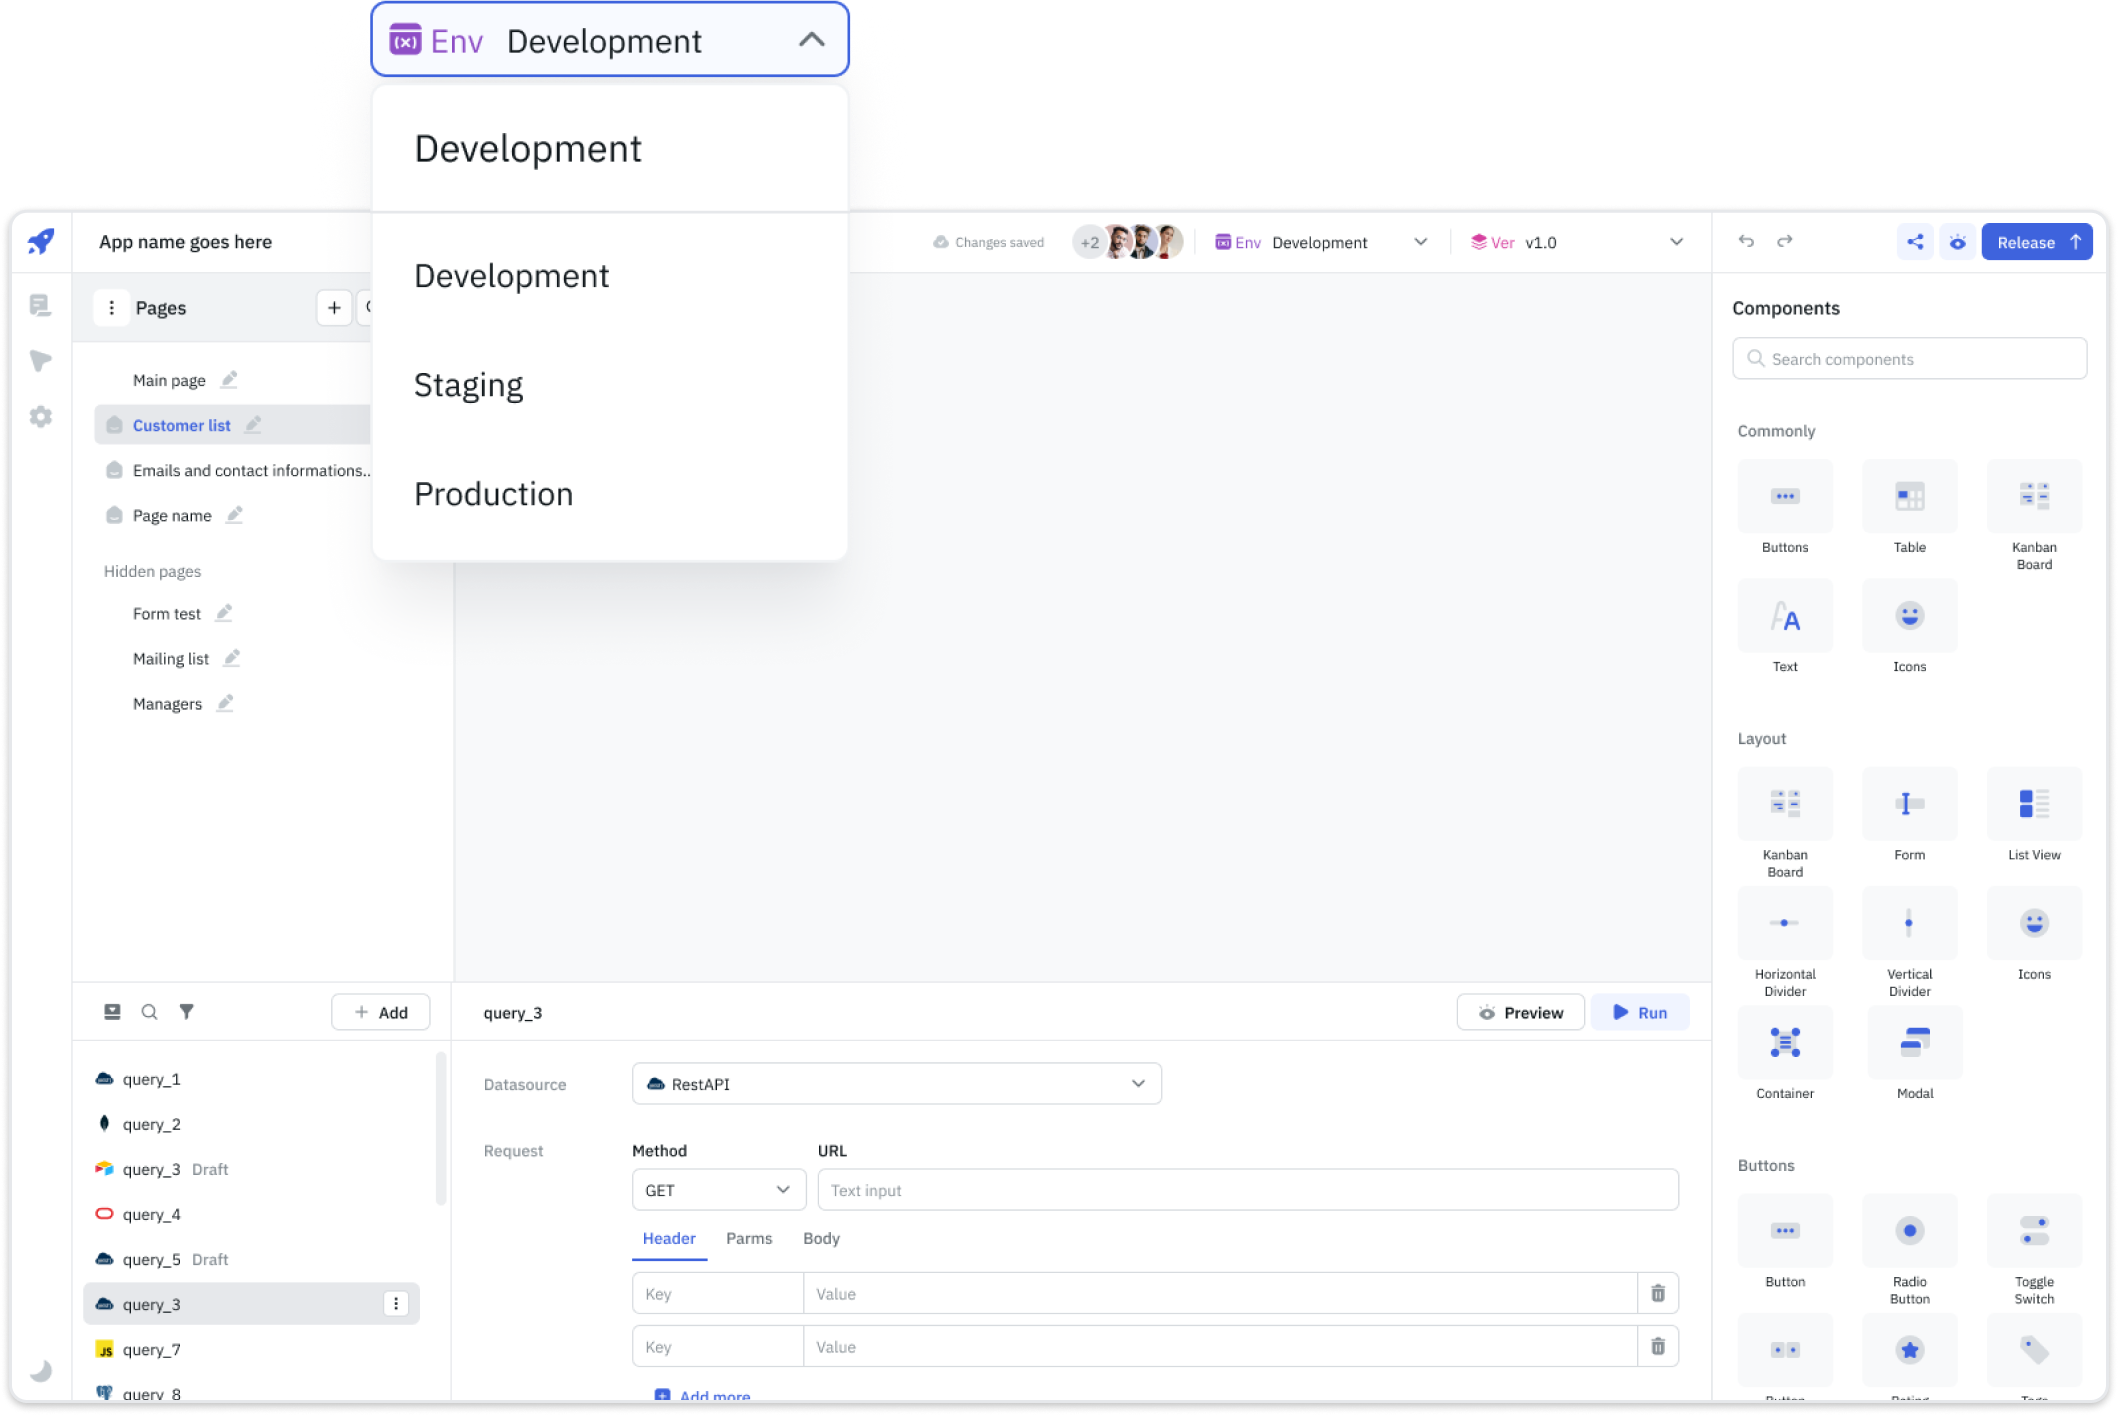 Env Development
Development
Development
Staging
Production
App name goes here
Changes saved
+2
Env Development
Ver v1.0
Release
Pages
Main page
Customer list
Emails and contact informations..
Page name
Hidden pages
Form test
Mailing list
Managers
Components
Search components
Commonly
Buttons
Table
Kanban
Board
Text
Icons
Layout
Kanban
Board
Form
List View
Horizontal
Divider
Vertical
Divider
Icons
Container
Modal
Buttons
Button
Radio
Button
Toggle
Switch
Add
query_1
query_2
query_3 Draft
query_4
query_5 Draft
query_3
JS query_7
query_8
query_3
Preview
Run
Datasource
RestAPI
Request
Method
URL
GET
Text input
Header
Parms
Body
Key
Value
Key
Value
Add more